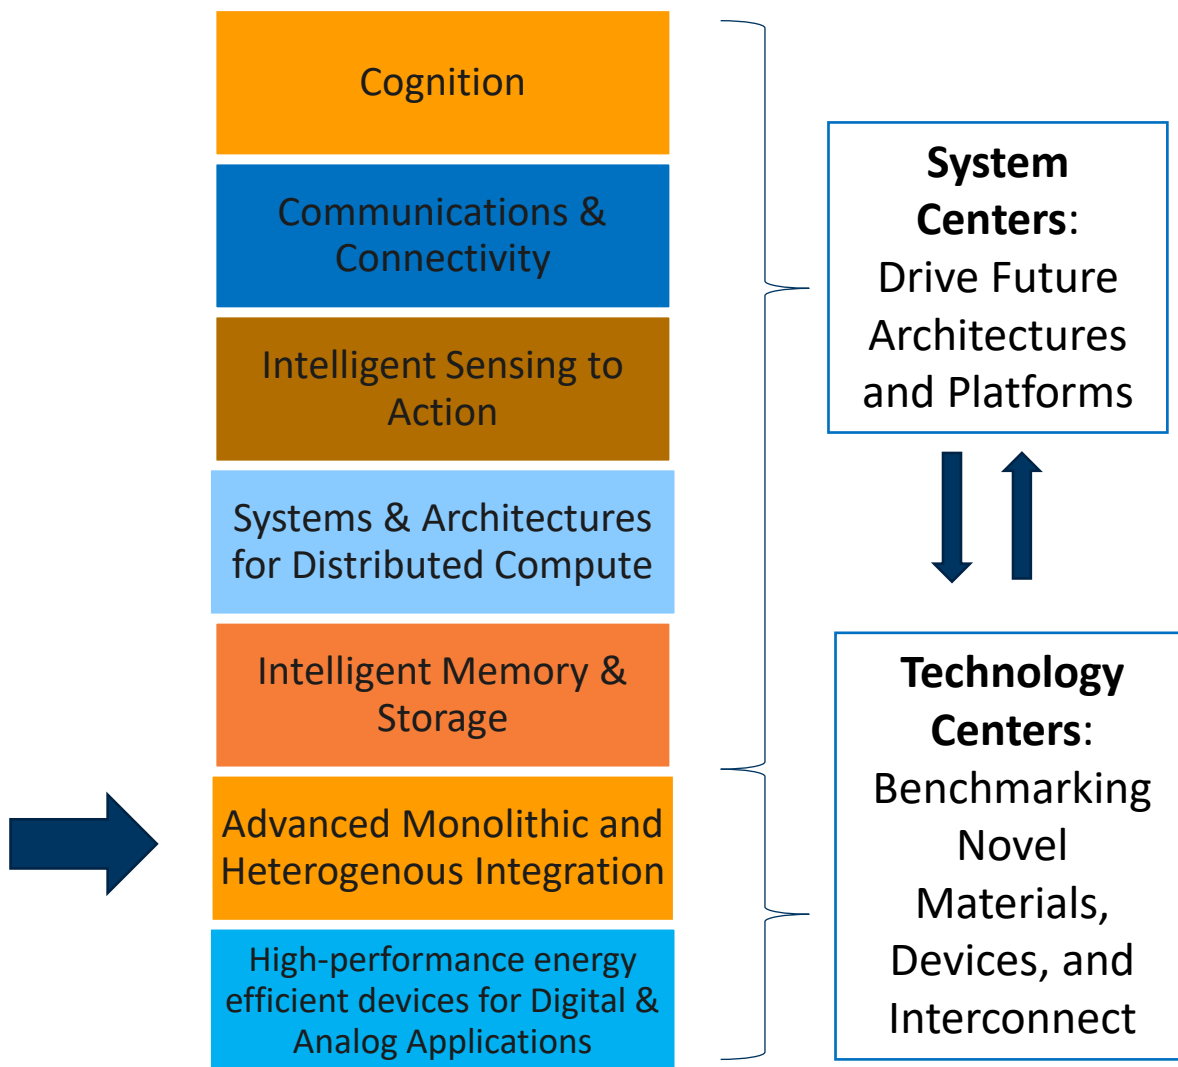 Cognition
Communications &
Connectivity
Intelligent Sensing to
Action
Systems & Architectures
for Distributed Compute
Intelligent Memory &
Storage
Advanced Monolithic and
Heterogenous Integration
High-performance energy
efficient devices for Digital &
Analog Applications
System
Centers:
Drive Future
Architectures
and Platforms
Technology
Centers:
Benchmarking
Novel
Materials,
Devices, and
Interconnect